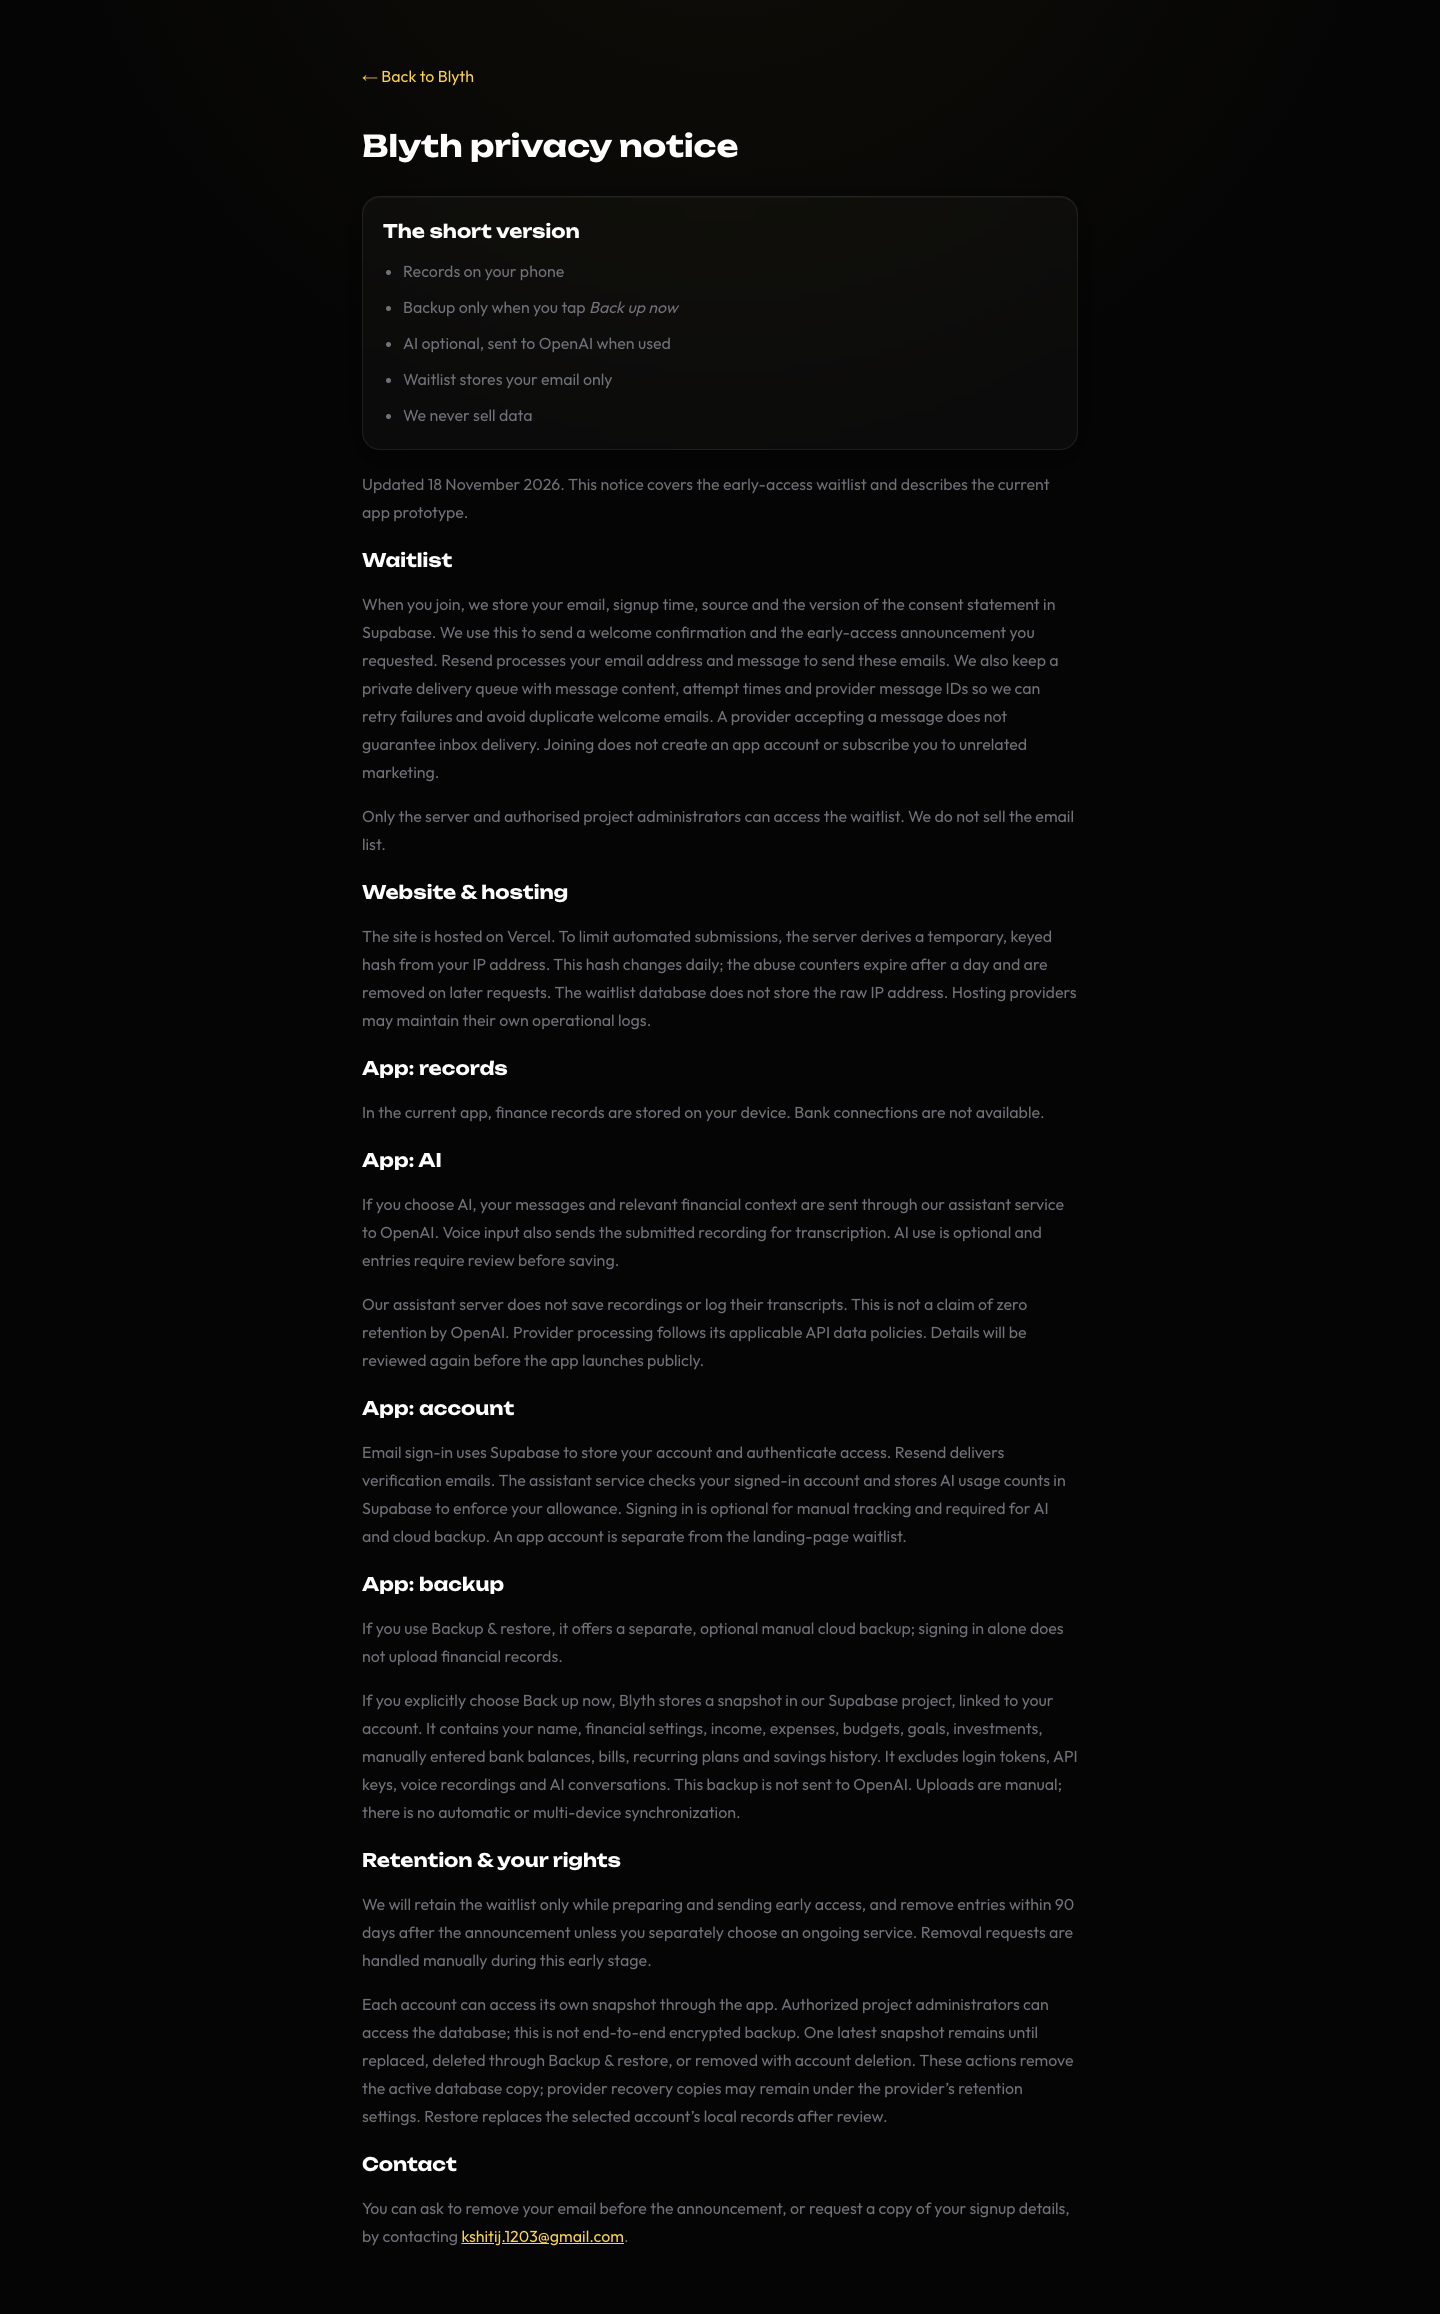 ← Back to Blyth
Blyth privacy notice
The short version
• Records on your phone
• Backup only when you tap Back up now
• AI optional, sent to OpenAI when used
• Waitlist stores your email only
• We never sell data
Updated 18 November 2026. This notice covers the early-access waitlist and describes the current
app prototype.
Waitlist
When you join, we store your email, signup time, source and the version of the consent statement in
Supabase. We use this to send a welcome confirmation and the early-access announcement you
requested. Resend processes your email address and message to send these emails. We also keep a
private delivery queue with message content, attempt times and provider message IDs so we can
retry failures and avoid duplicate welcome emails. A provider accepting a message does not
guarantee inbox delivery. Joining does not create an app account or subscribe you to unrelated
marketing.
Only the server and authorised project administrators can access the waitlist. We do not sell the email
list.
Website & hosting
The site is hosted on Vercel. To limit automated submissions, the server derives a temporary, keyed
hash from your IP address. This hash changes daily; the abuse counters expire after a day and are
removed on later requests. The waitlist database does not store the raw IP address. Hosting providers
may maintain their own operational logs.
App: records
In the current app, finance records are stored on your device. Bank connections are not available.
App: AI
If you choose AI, your messages and relevant financial context are sent through our assistant service
to OpenAI. Voice input also sends the submitted recording for transcription. AI use is optional and
entries require review before saving.
Our assistant server does not save recordings or log their transcripts. This is not a claim of zero
retention by OpenAI. Provider processing follows its applicable API data policies. Details will be
reviewed again before the app launches publicly.
App: account
Email sign-in uses Supabase to store your account and authenticate access. Resend delivers
verification emails. The assistant service checks your signed-in account and stores AI usage counts in
Supabase to enforce your allowance. Signing in is optional for manual tracking and required for AI
and cloud backup. An app account is separate from the landing-page waitlist.
App: backup
If you use Backup & restore, it offers a separate, optional manual cloud backup; signing in alone does
not upload financial records.
If you explicitly choose Back up now, Blyth stores a snapshot in our Supabase project, linked to your
account. It contains your name, financial settings, income, expenses, budgets, goals, investments,
manually entered bank balances, bills, recurring plans and savings history. It excludes login tokens, API
keys, voice recordings and AI conversations. This backup is not sent to OpenAI. Uploads are manual;
there is no automatic or multi-device synchronization.
Retention & your rights
We will retain the waitlist only while preparing and sending early access, and remove entries within 90
days after the announcement unless you separately choose an ongoing service. Removal requests are
handled manually during this early stage.
Each account can access its own snapshot through the app. Authorized project administrators can
access the database; this is not end-to-end encrypted backup. One latest snapshot remains until
replaced, deleted through Backup & restore, or removed with account deletion. These actions remove
the active database copy; provider recovery copies may remain under the provider’s retention
settings. Restore replaces the selected account’s local records after review.
Contact
You can ask to remove your email before the announcement, or request a copy of your signup details,
by contacting kshitij.1203@gmail.com.